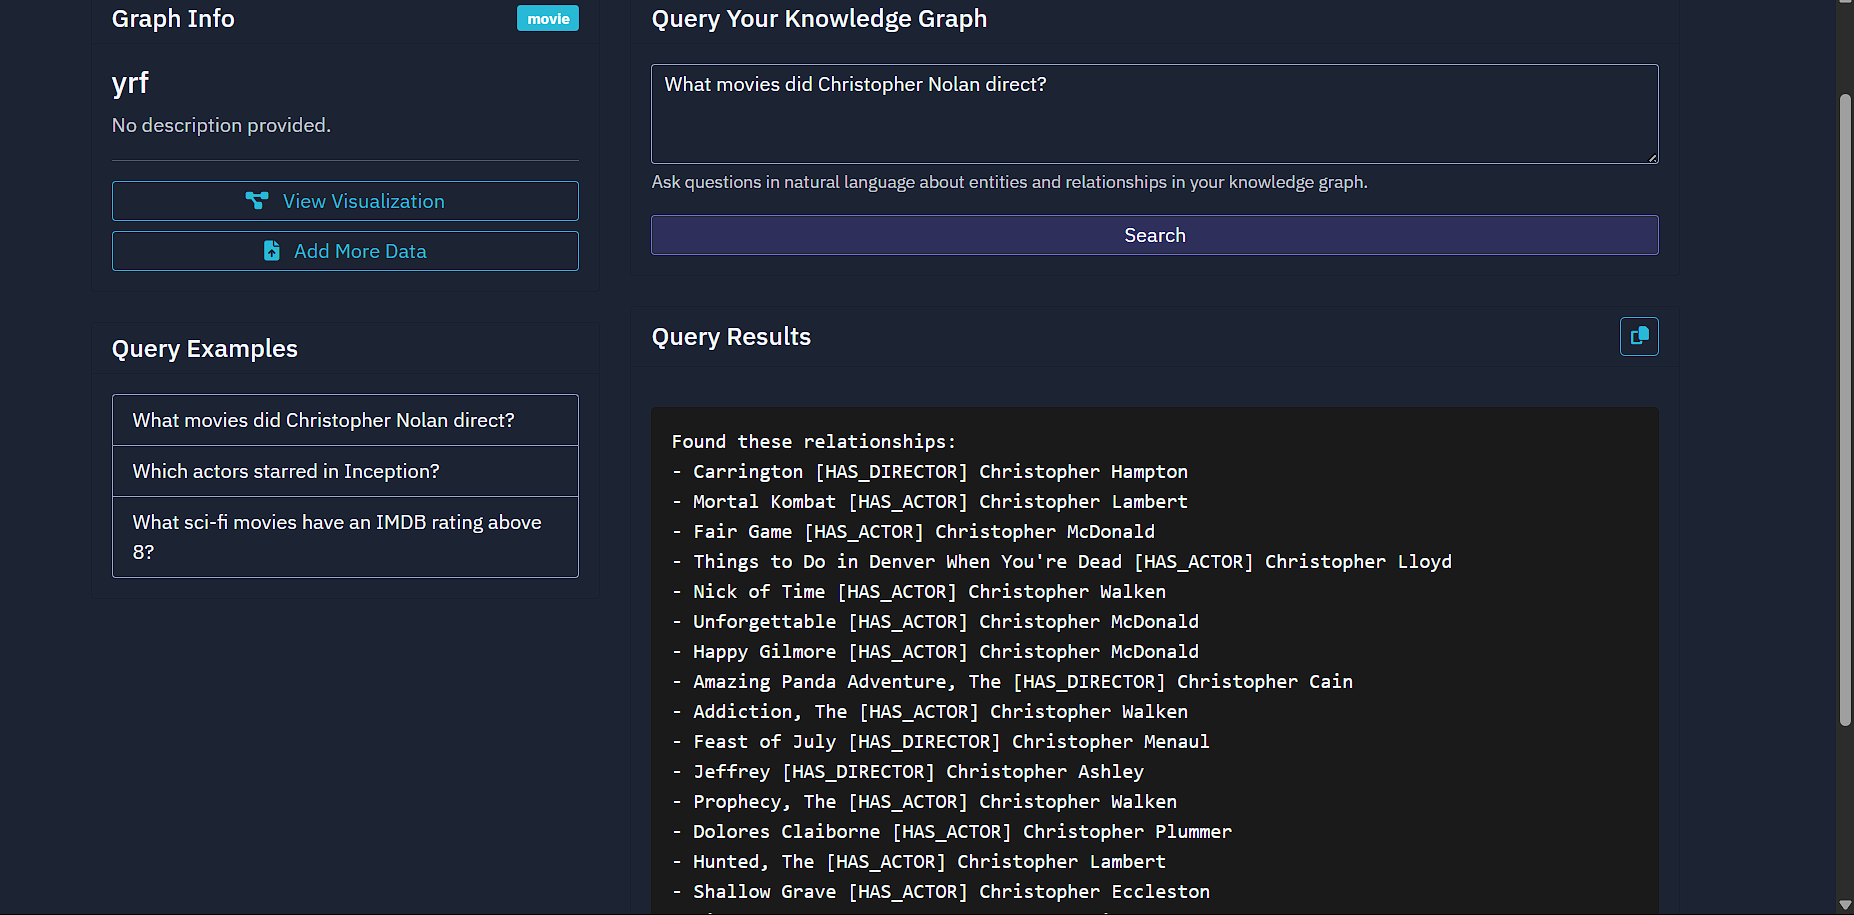 Graph Info
movie
yrf
No description provided.
View Visualization
Add More Data
Query Examples
What movies did Christopher Nolan direct?
Which actors starred in Inception?
What sci-fi movies have an IMDB rating above
8?
Query Your Knowledge Graph
What movies did Christopher Nolan direct?
Ask questions in natural language about entities and relationships in your knowledge graph.
Search
Query Results
Found these relationships:
- Carrington [HAS_DIRECTOR] Christopher Hampton
- Mortal Kombat [HAS_ACTOR] Christopher Lambert
- Fair Game [HAS_ACTOR] Christopher McDonald
- Things to Do in Denver When You're Dead [HAS_ACTOR] Christopher Lloyd
- Nick of Time [HAS_ACTOR] Christopher Walken
- Unforgettable [HAS_ACTOR] Christopher McDonald
- Happy Gilmore [HAS_ACTOR] Christopher McDonald
- Amazing Panda Adventure, The [HAS_DIRECTOR] Christopher Cain
- Addiction, The [HAS_ACTOR] Christopher Walken
- Feast of July [HAS_DIRECTOR] Christopher Menaul
- Jeffrey [HAS_DIRECTOR] Christopher Ashley
- Prophecy, The [HAS_ACTOR] Christopher Walken
- Dolores Claiborne [HAS_ACTOR] Christopher Plummer
- Hunted, The [HAS_ACTOR] Christopher Lambert
- Shallow Grave [HAS_ACTOR] Christopher Eccleston